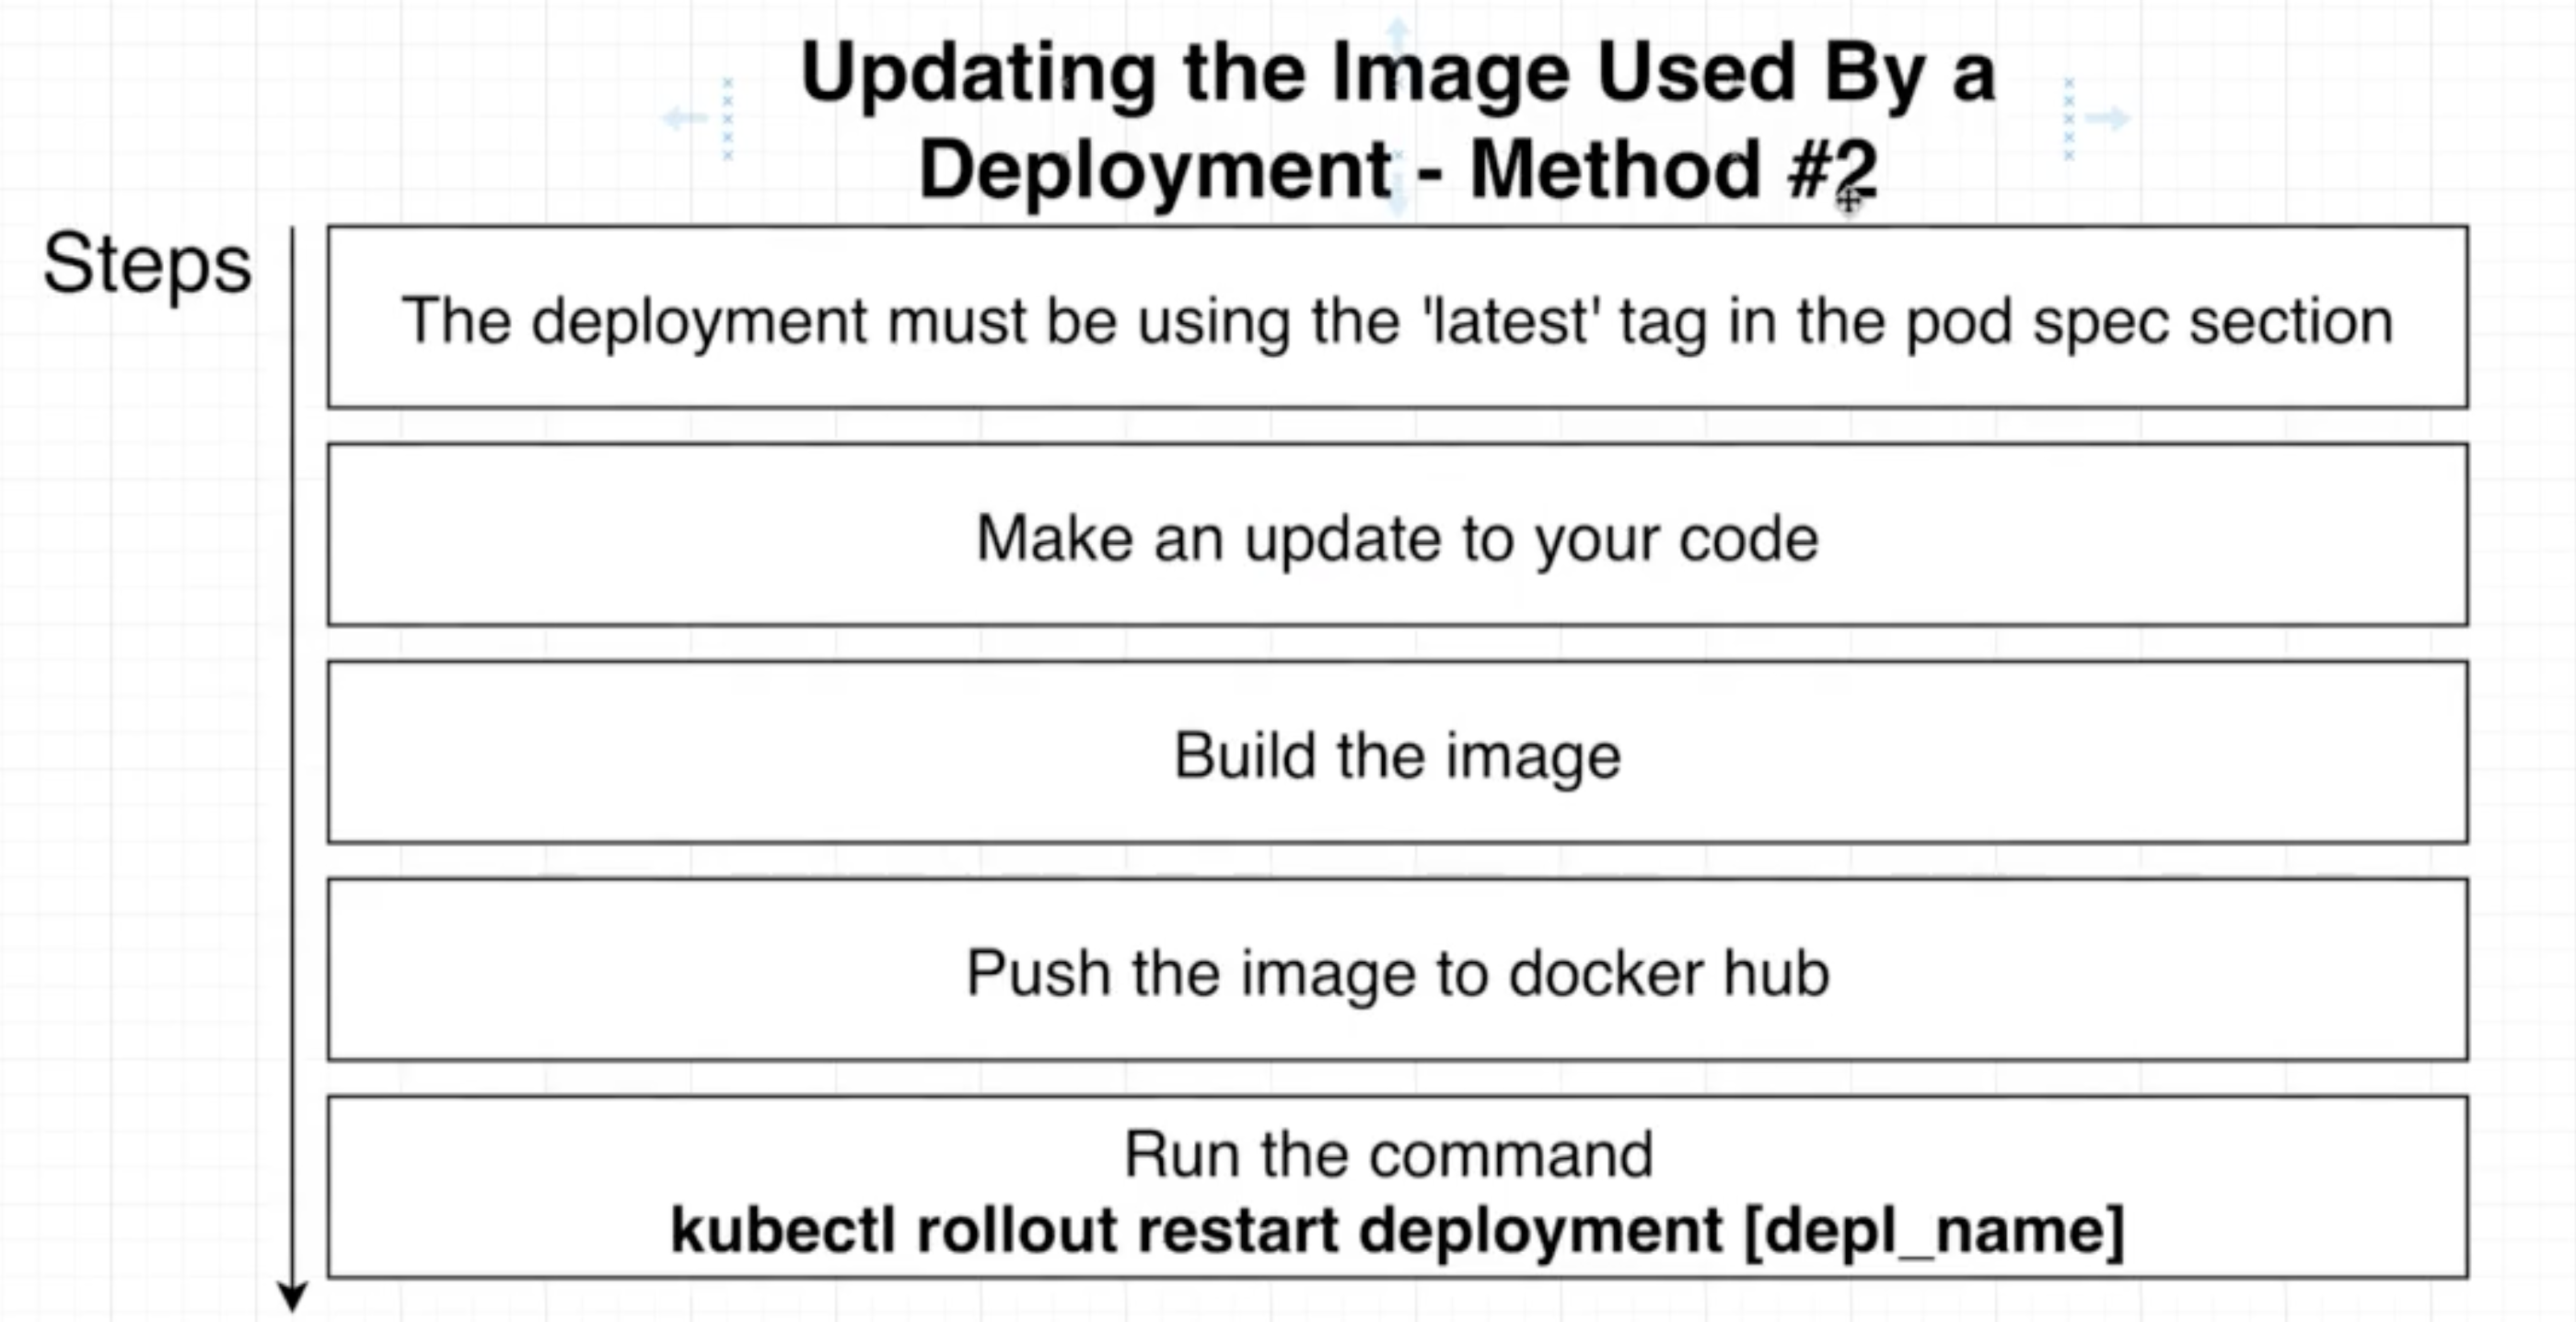 Updating the Image Used By a
Deployment - Method #2
Steps
The deployment must be using the 'latest' tag in the pod spec section
Make an update to your code
Build the image
Push the image to docker hub
Run the command
kubectl rollout restart deployment [depl_name]